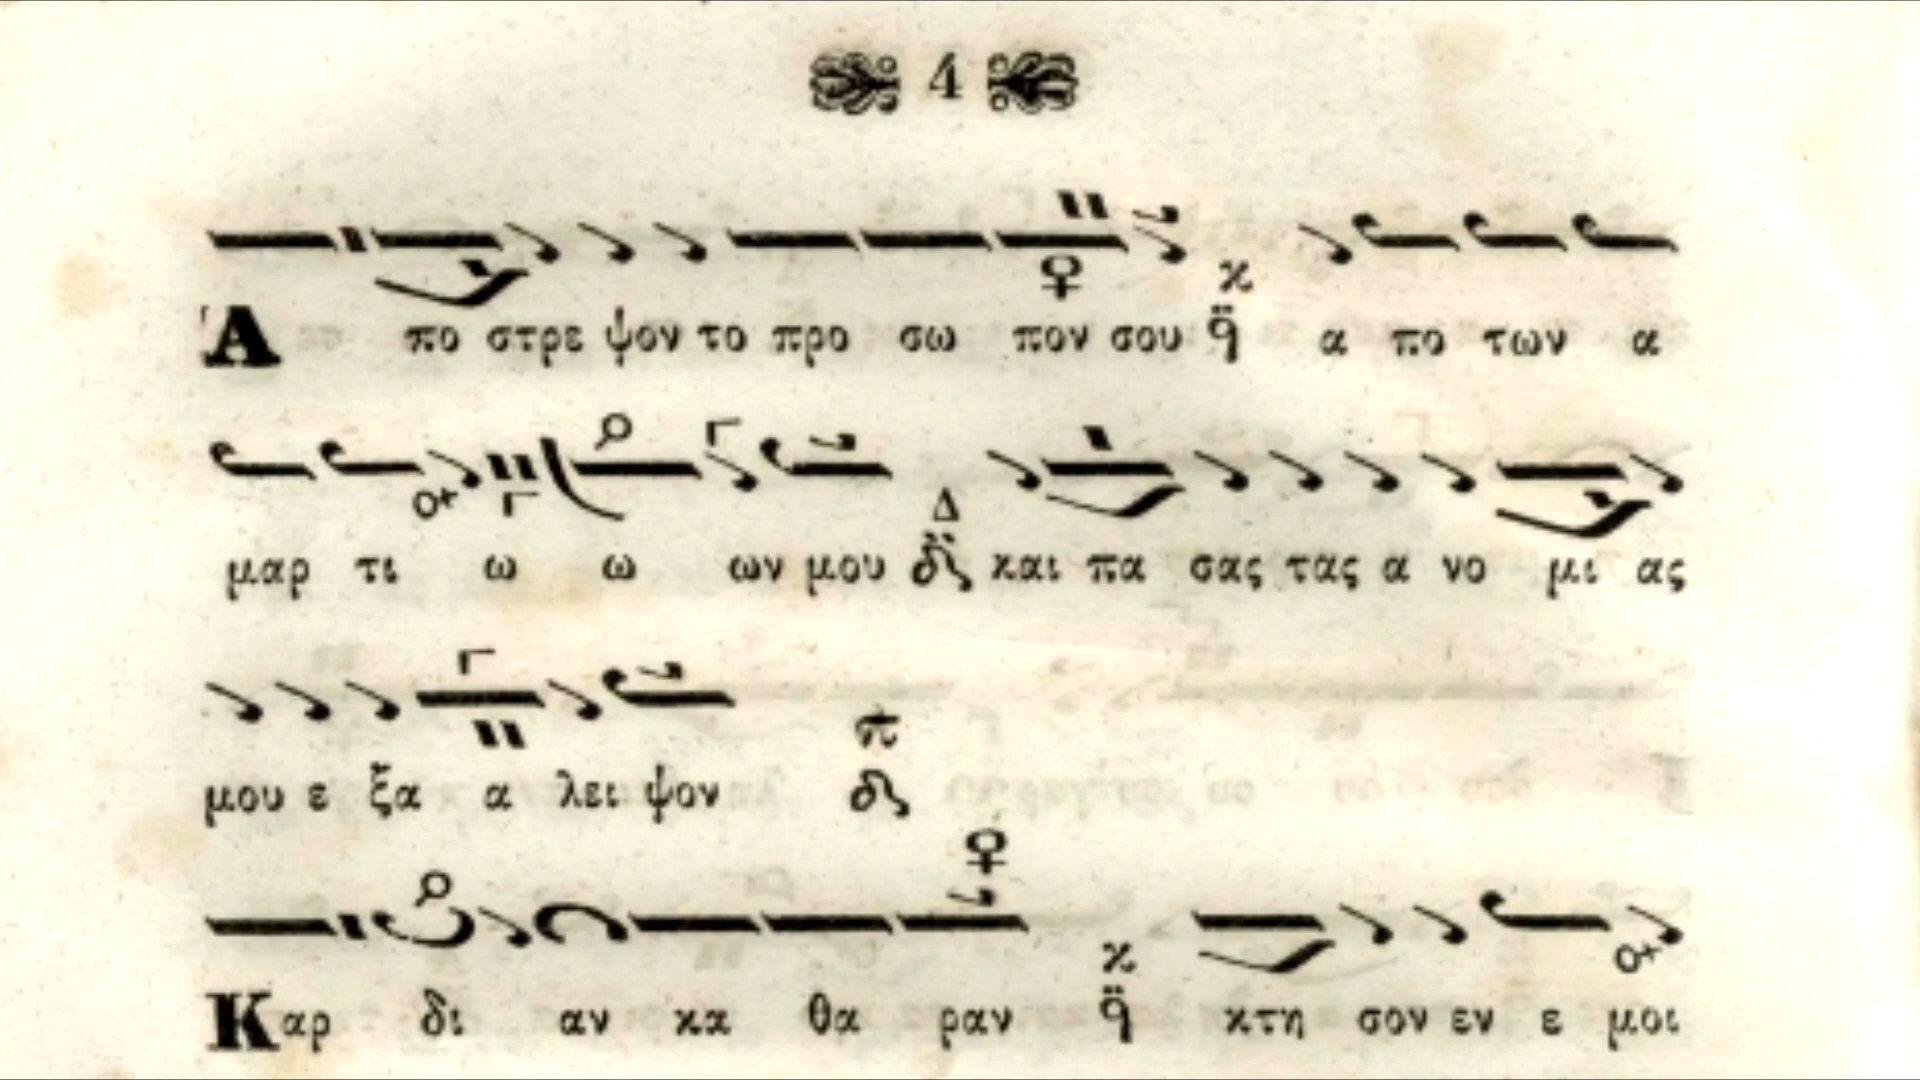 4
Ἀ πο στρε ψον το προ σω πον σου ϰ ᾳ̈ α πο των α
μαρ τι ω ω ων μου Δ και πα σας τας α νο μι ας
μου ε ξα α λει ψον π
Καρ δι αν κα θα ραν ϰ κτη σον εν ε μοι